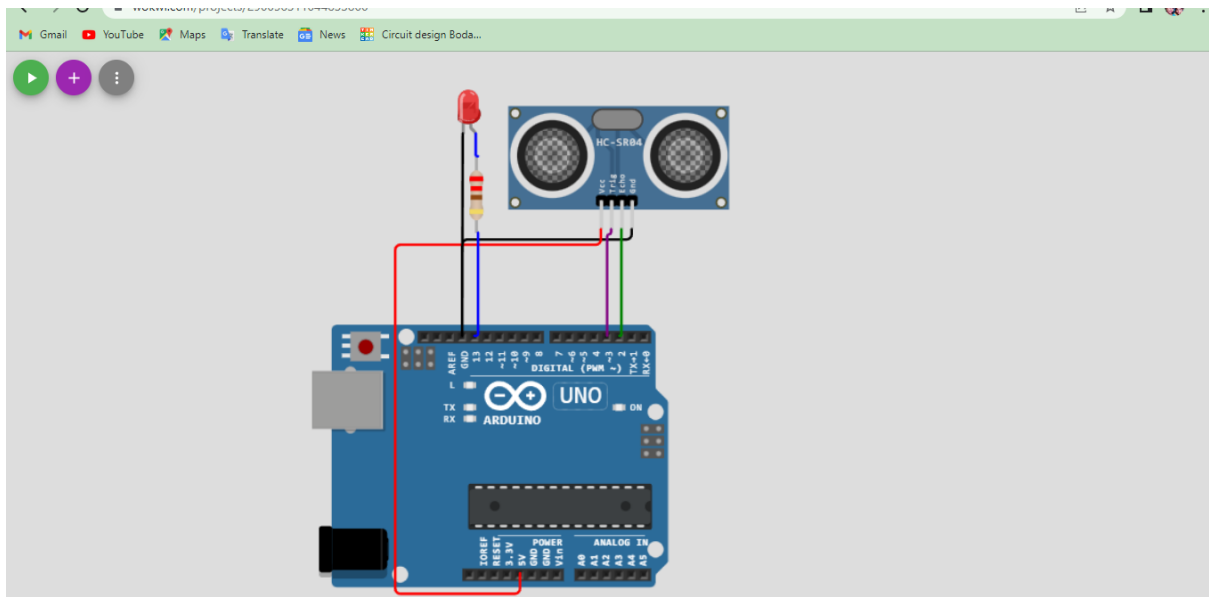 Gmail YouTube Maps Translate News Circuit design Boda...
HC-SR04
Vcc Trig Echo Gnd
AREF GND 13 12 ~11 ~10 ~9 8 7 ~6 ~5 4 ~3 2 TX→1 RX←0
DIGITAL (PWM ~)
L
TX
RX
UNO
ON
ARDUINO
POWER ANALOG IN
IOREF RESET 3.3V 5V GND GND Vin A0 A1 A2 A3 A4 A5